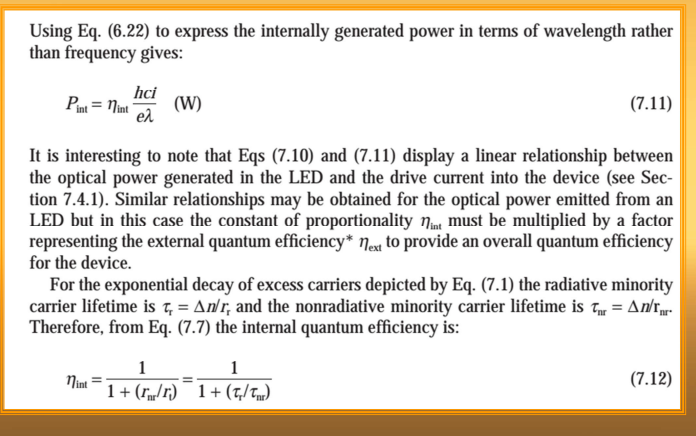 Using Eq. (6.22) to express the internally generated power in terms of wavelength rather
than frequency gives:
P_int = η_int hci/eλ (W) (7.11)
It is interesting to note that Eqs (7.10) and (7.11) display a linear relationship between
the optical power generated in the LED and the drive current into the device (see Sec-
tion 7.4.1). Similar relationships may be obtained for the optical power emitted from an
LED but in this case the constant of proportionality η_int must be multiplied by a factor
representing the external quantum efficiency* η_ext to provide an overall quantum efficiency
for the device.
For the exponential decay of excess carriers depicted by Eq. (7.1) the radiative minority
carrier lifetime is τ_r = Δn/r_r and the nonradiative minority carrier lifetime is τ_nr = Δn/r_nr.
Therefore, from Eq. (7.7) the internal quantum efficiency is:
η_int = 1/(1 + (r_nr/r_r)) = 1/(1 + (τ_r/τ_nr)) (7.12)